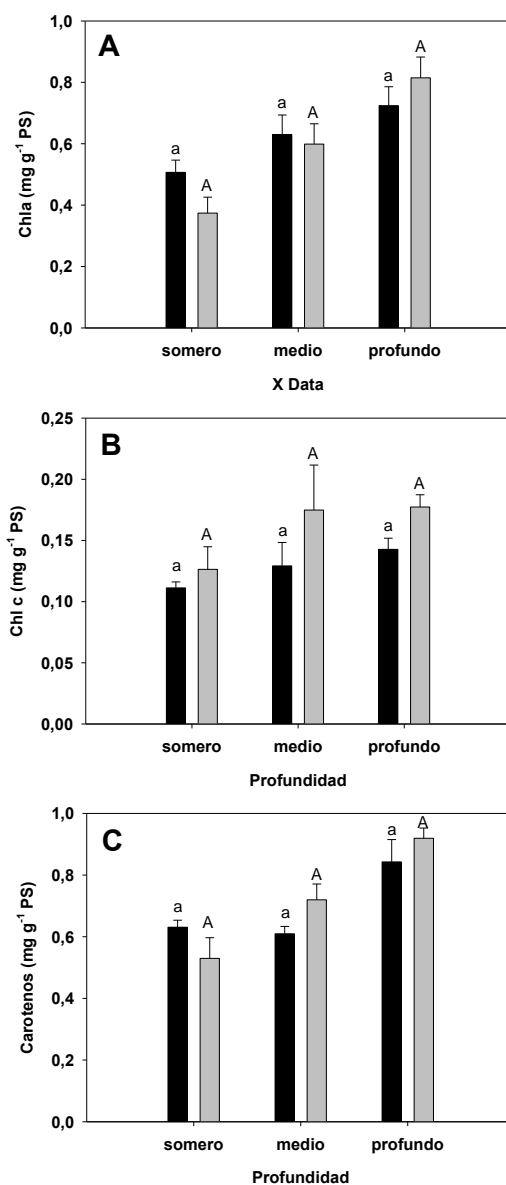 A
Chla (mg g⁻¹ PS)
1,0
0,8
0,6
0,4
0,2
0,0
a
A
a
A
a
A
somero medio profundo
X Data
B
Chl c (mg g⁻¹ PS)
0,25
0,20
0,15
0,10
0,05
0,00
a
A
a
A
a
A
somero medio profundo
Profundidad
C
Carotenos (mg g⁻¹ PS)
1,0
0,8
0,6
0,4
0,2
0,0
a
A
a
A
a
A
somero medio profundo
Profundidad